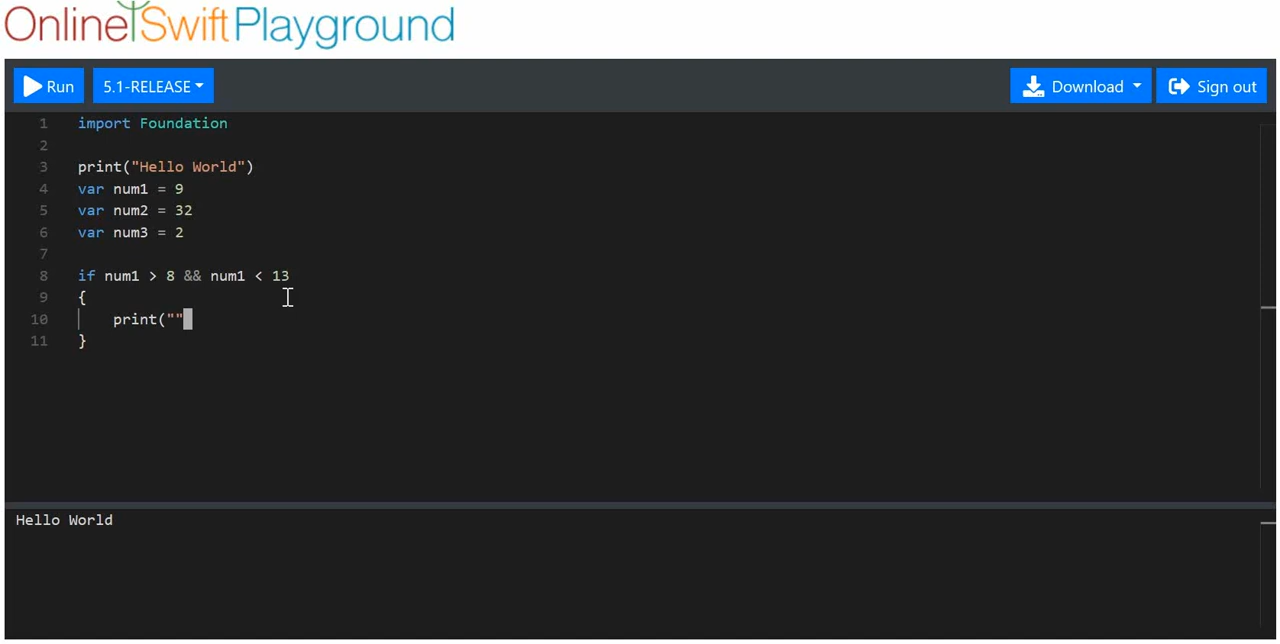 OnlineSwiftPlayground
Run 5.1-RELEASE Download Sign out
1 import Foundation
2
3 print("Hello World")
4 var num1 = 9
5 var num2 = 32
6 var num3 = 2
7
8 if num1 > 8 && num1 < 13
9 {
10 print(""
11 }
Hello World